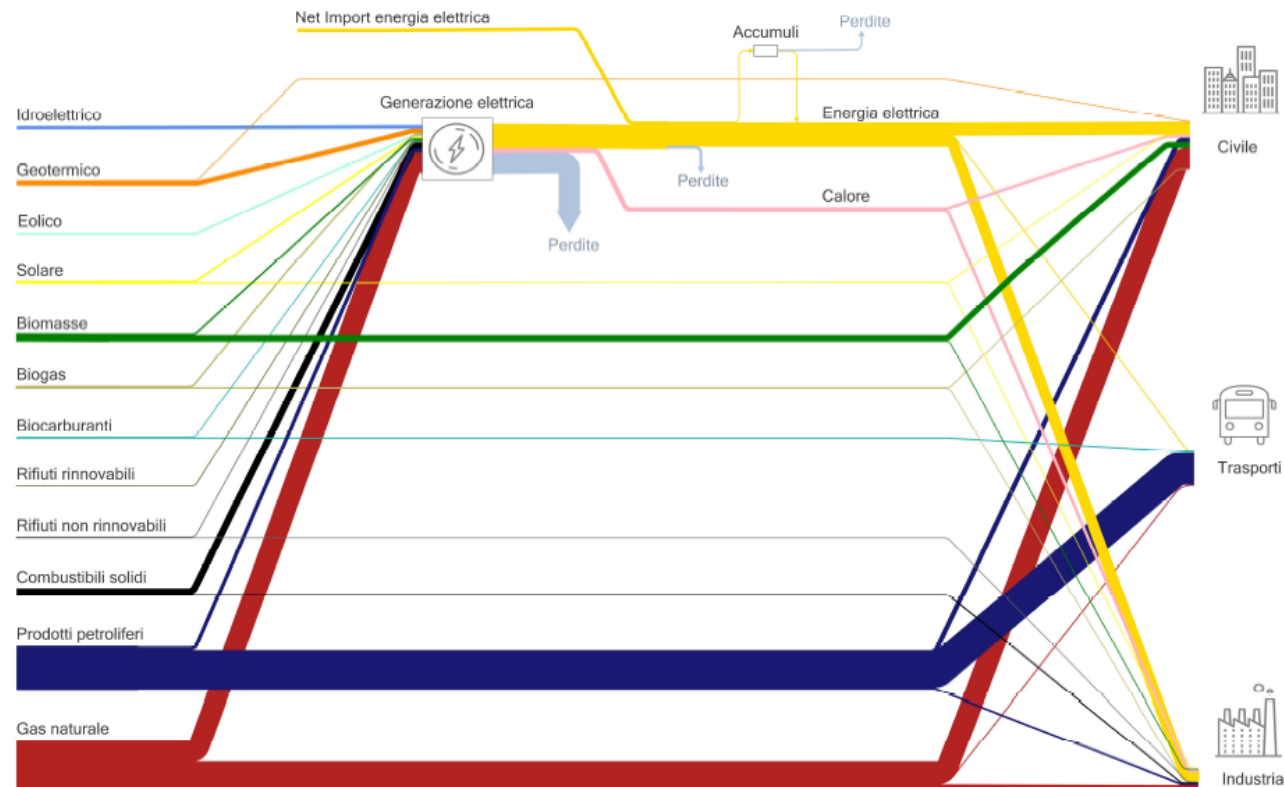 Net Import energia elettrica
Accumuli
Perdite
Idroelettrico
Generazione elettrica
Energia elettrica
Civile
Geotermico
Perdite
Calore
Eolico
Perdite
Solare
Biomasse
Biogas
Biocarburanti
Trasporti
Rifiuti rinnovabili
Rifiuti non rinnovabili
Combustibili solidi
Prodotti petroliferi
Gas naturale
Industria